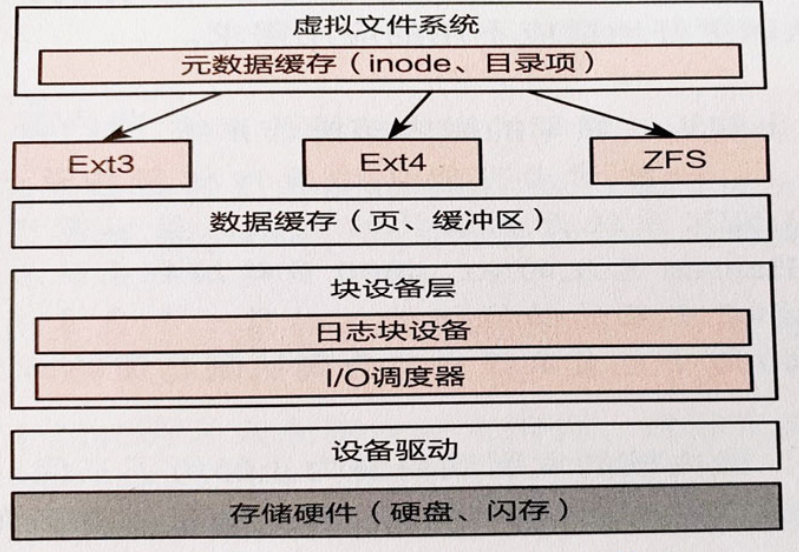 虚拟文件系统
元数据缓存（inode、目录项）
Ext3 Ext4 ZFS
数据缓存（页、缓冲区）
块设备层
日志块设备
I/O调度器
设备驱动
存储硬件（硬盘、闪存）